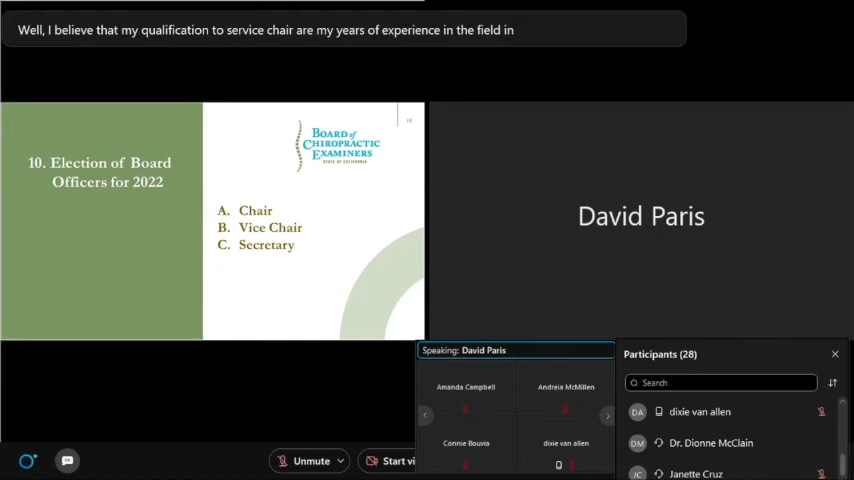 Well, I believe that my qualification to service chair are my years of experience in the field in
18
BOARD of
CHIROPRACTIC
EXAMINERS
STATE OF CALIFORNIA
10. Election of Board
Officers for 2022
A. Chair
B. Vice Chair
C. Secretary
David Paris
Speaking: David Paris
Amanda Campbell
Andreia McMillen
Connie Bouvia
dixie van allen
Participants (28)
Search
DA dixie van allen
DM Dr. Dionne McClain
JC Janette Cruz
Unmute
Start vi